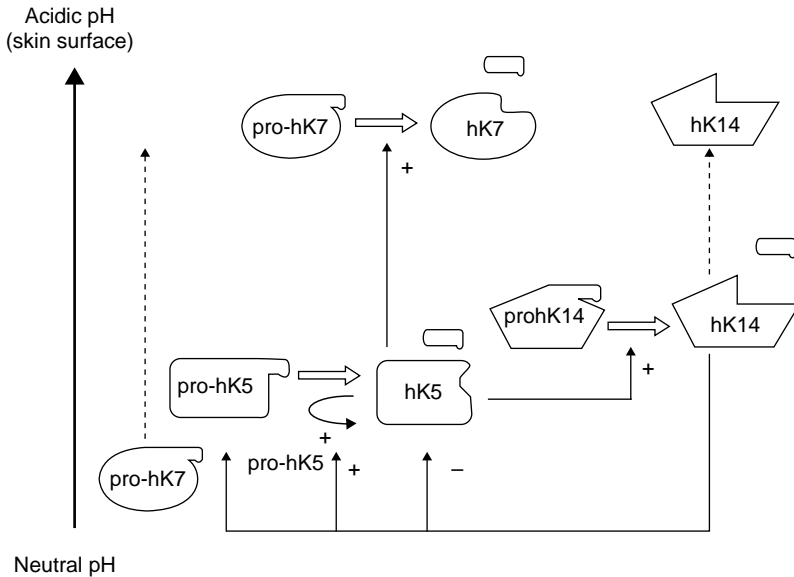 Acidic pH
(skin surface)
pro-hK7
hK7
hK14
+
prohK14
hK14
pro-hK5
hK5
+
+
pro-hK7
pro-hK5
+
–
Neutral pH